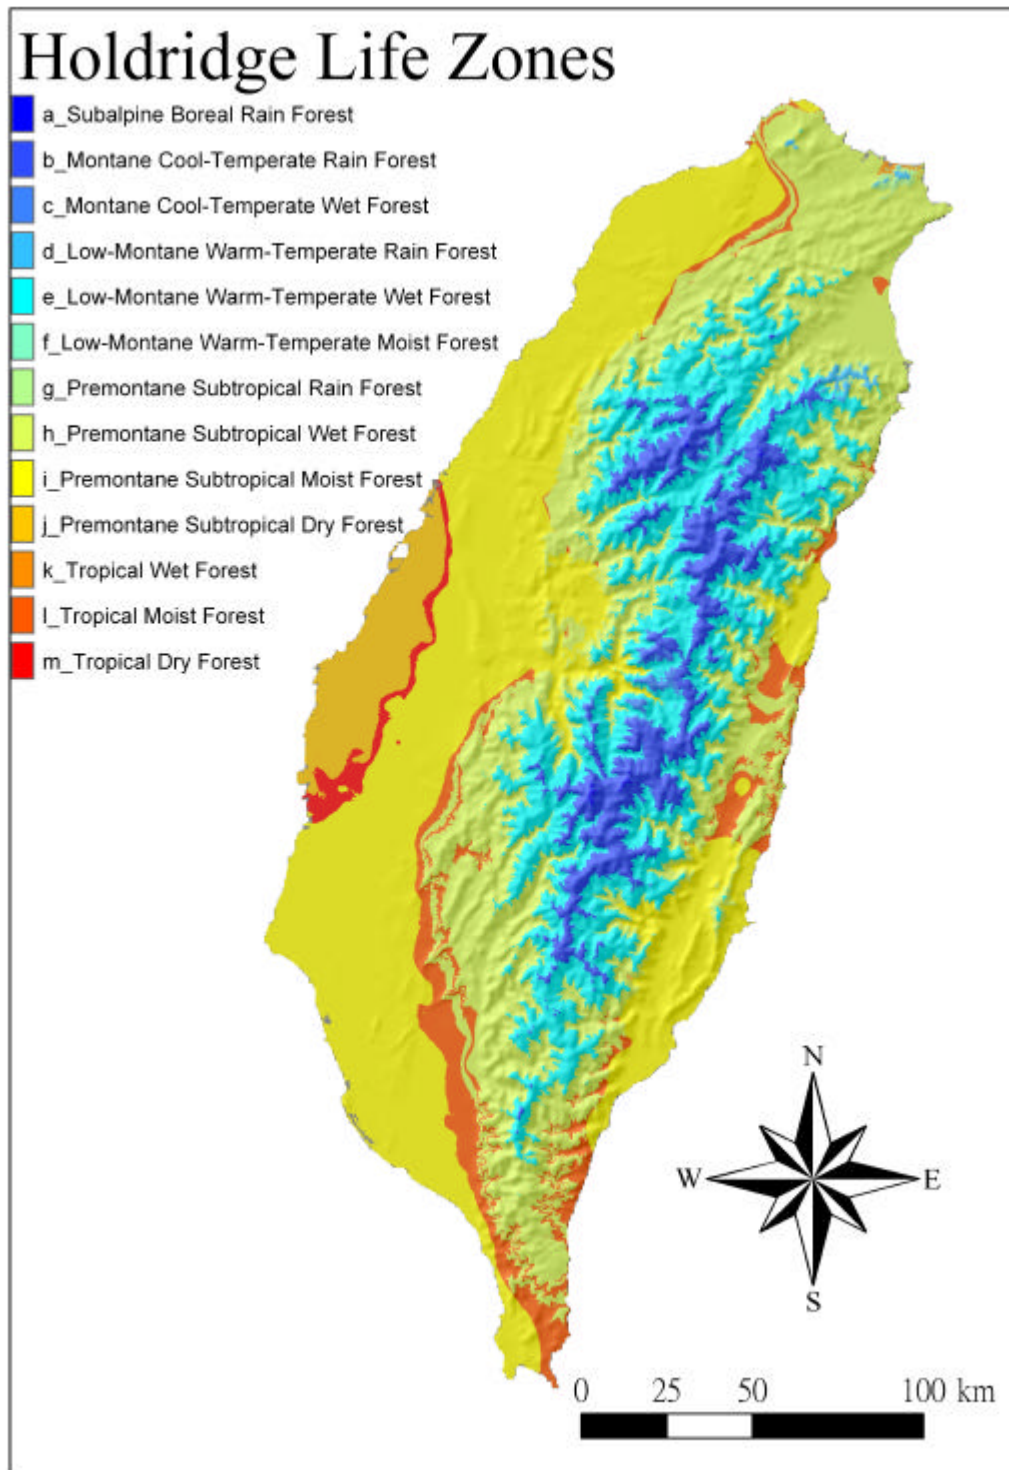 Holdridge Life Zones
a_Subalpine Boreal Rain Forest
b_Montane Cool-Temperate Rain Forest
c_Montane Cool-Temperate Wet Forest
d_Low-Montane Warm-Temperate Rain Forest
e_Low-Montane Warm-Temperate Wet Forest
f_Low-Montane Warm-Temperate Moist Forest
g_Premontane Subtropical Rain Forest
h_Premontane Subtropical Wet Forest
i_Premontane Subtropical Moist Forest
j_Premontane Subtropical Dry Forest
k_Tropical Wet Forest
l_Tropical Moist Forest
m_Tropical Dry Forest
N
W E
S
0 25 50 100 km